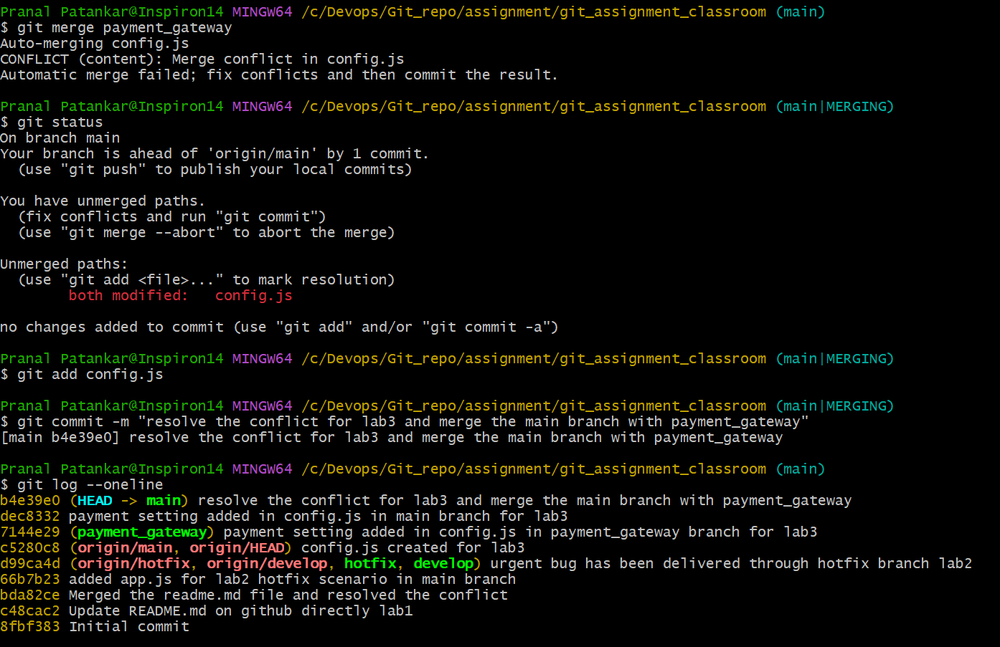 Pranal Patankar@Inspiron14 MINGW64 /c/Devops/Git_repo/assignment/git_assignment_classroom (main)
$ git merge payment_gateway
Auto-merging config.js
CONFLICT (content): Merge conflict in config.js
Automatic merge failed; fix conflicts and then commit the result.

Pranal Patankar@Inspiron14 MINGW64 /c/Devops/Git_repo/assignment/git_assignment_classroom (main|MERGING)
$ git status
On branch main
Your branch is ahead of 'origin/main' by 1 commit.
  (use "git push" to publish your local commits)

You have unmerged paths.
  (fix conflicts and run "git commit")
  (use "git merge --abort" to abort the merge)

Unmerged paths:
  (use "git add <file>..." to mark resolution)
        both modified:   config.js

no changes added to commit (use "git add" and/or "git commit -a")

Pranal Patankar@Inspiron14 MINGW64 /c/Devops/Git_repo/assignment/git_assignment_classroom (main|MERGING)
$ git add config.js

Pranal Patankar@Inspiron14 MINGW64 /c/Devops/Git_repo/assignment/git_assignment_classroom (main|MERGING)
$ git commit -m "resolve the conflict for lab3 and merge the main branch with payment_gateway"
[main b4e39e0] resolve the conflict for lab3 and merge the main branch with payment_gateway

Pranal Patankar@Inspiron14 MINGW64 /c/Devops/Git_repo/assignment/git_assignment_classroom (main)
$ git log --oneline
b4e39e0 (HEAD -> main) resolve the conflict for lab3 and merge the main branch with payment_gateway
dec8332 payment setting added in config.js in main branch for lab3
7144e29 (payment_gateway) payment setting added in config.js in payment_gateway branch for lab3
c5280c8 (origin/main, origin/HEAD) config.js created for lab3
d99ca4d (origin/hotfix, origin/develop, hotfix, develop) urgent bug has been delivered through hotfix branch lab2
66b7b23 added app.js for lab2 hotfix scenario in main branch
bda82ce Merged the readme.md file and resolved the conflict
c48cac2 Update README.md on github directly lab1
8fbf383 Initial commit